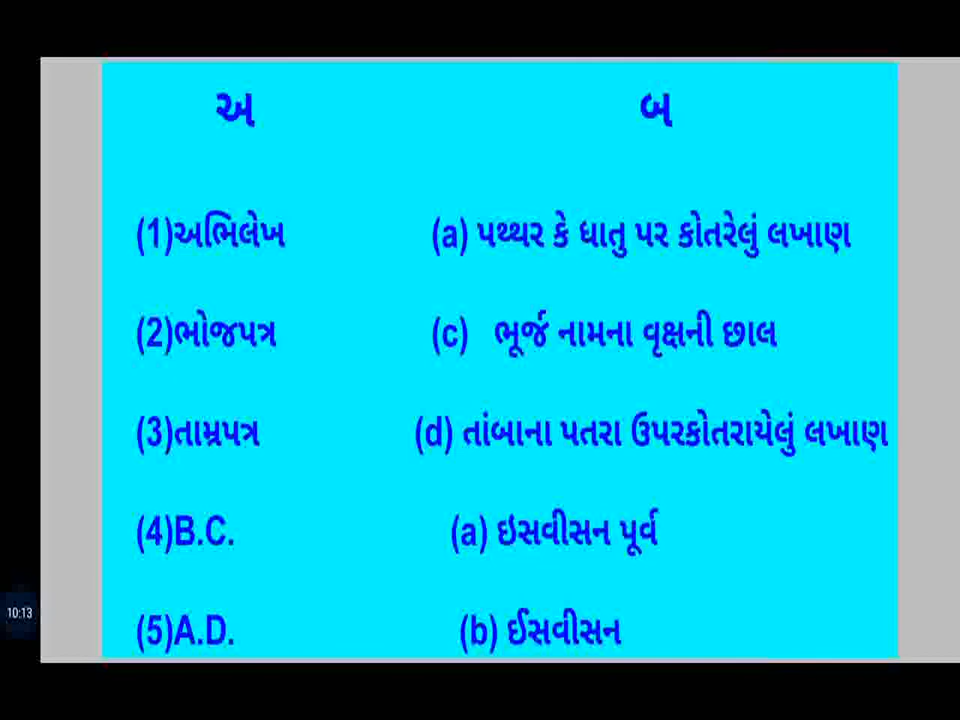 અ બ
(1)અભિલેખ (a) પથ્થર કે ધાતુ પર કોતરેલું લખાણ
(2)ભોજપત્ર (c) ભૂર્જ નામના વૃક્ષની છાલ
(3)તામ્રપત્ર (d) તાંબાના પતરા ઉપરકોતરાયેલું લખાણ
(4)B.C. (a) ઇસવીસન પૂર્વ
10:13
(5)A.D. (b) ઈસવીસન